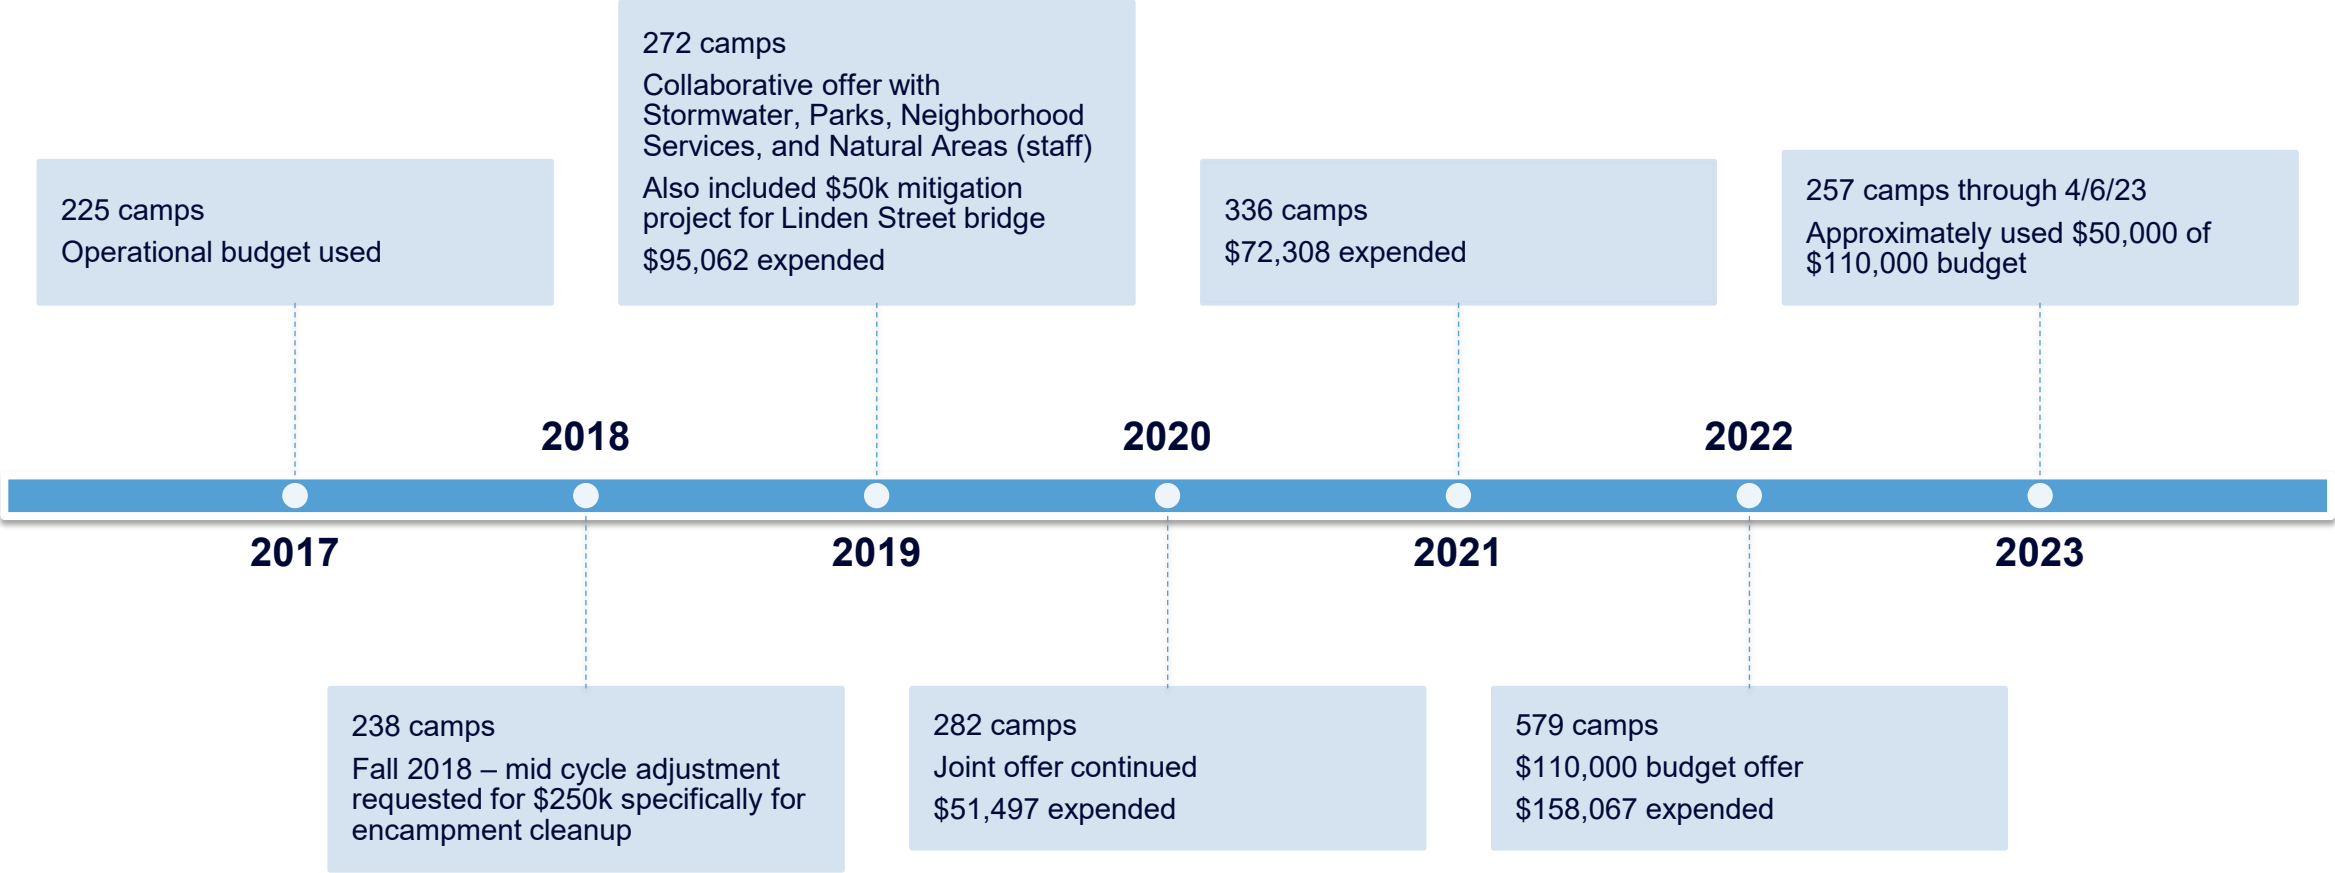 225 camps
Operational budget used
2017
2018
238 camps
Fall 2018 – mid cycle adjustment
requested for $250k specifically for
encampment cleanup
272 camps
Collaborative offer with
Stormwater, Parks, Neighborhood
Services, and Natural Areas (staff)
Also included $50k mitigation
project for Linden Street bridge
$95,062 expended
2019
2020
282 camps
Joint offer continued
$51,497 expended
336 camps
$72,308 expended
2021
2022
579 camps
$110,000 budget offer
$158,067 expended
257 camps through 4/6/23
Approximately used $50,000 of
$110,000 budget
2023